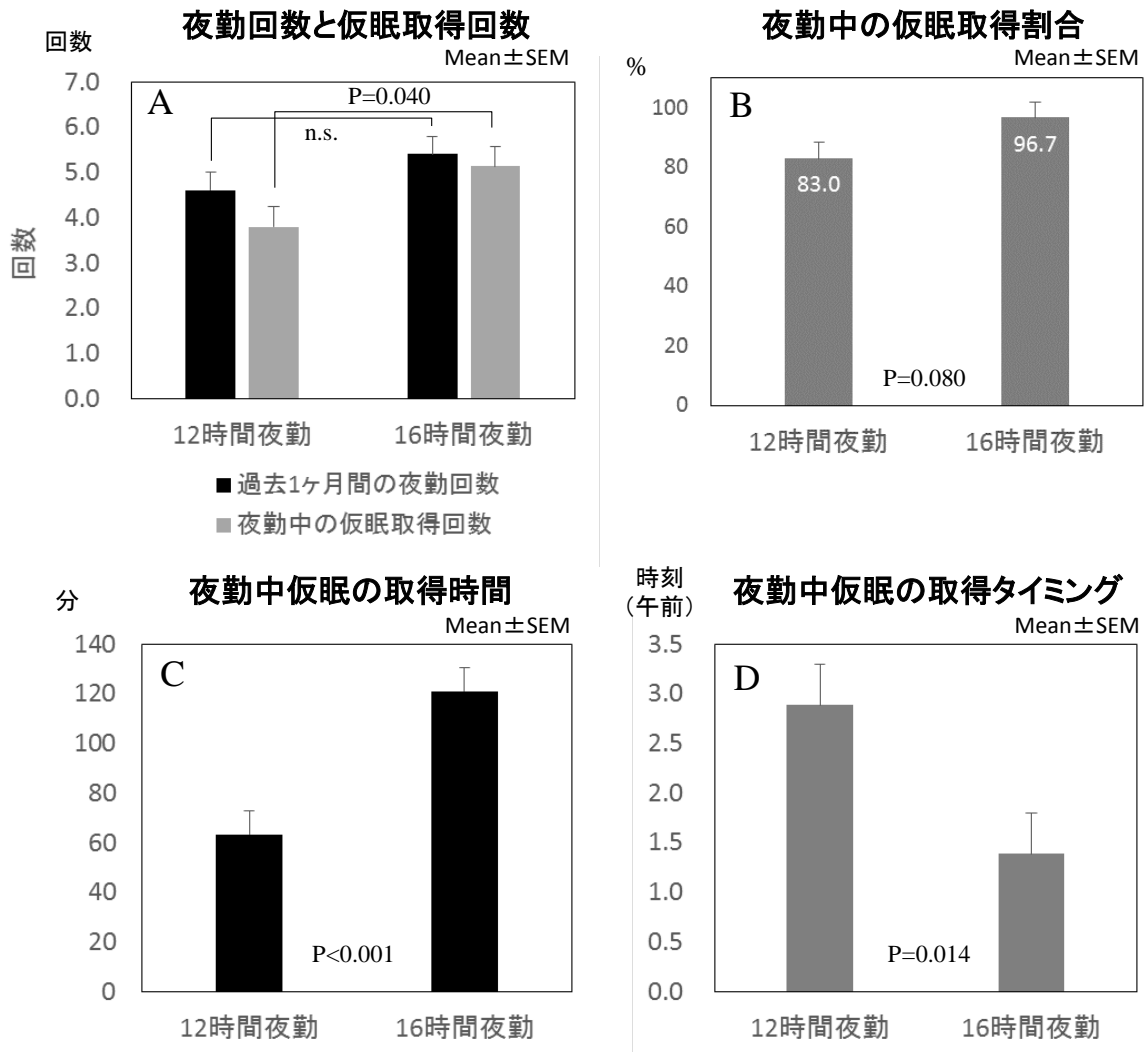 夜勤回数と仮眠取得回数
回数
Mean±SEM
A
7.0
6.0
5.0
4.0
3.0
2.0
1.0
0.0
回数
P=0.040
n.s.
12時間夜勤
16時間夜勤
■過去1ヶ月間の夜勤回数
■夜勤中の仮眠取得回数
夜勤中の仮眠取得割合
%
Mean±SEM
B
100
80
60
40
20
0
83.0
96.7
P=0.080
12時間夜勤
16時間夜勤
夜勤中仮眠の取得時間
分
Mean±SEM
C
140
120
100
80
60
40
20
0
P<0.001
12時間夜勤
16時間夜勤
夜勤中仮眠の取得タイミング
時刻
（午前）
Mean±SEM
D
3.5
3.0
2.5
2.0
1.5
1.0
0.5
0.0
P=0.014
12時間夜勤
16時間夜勤